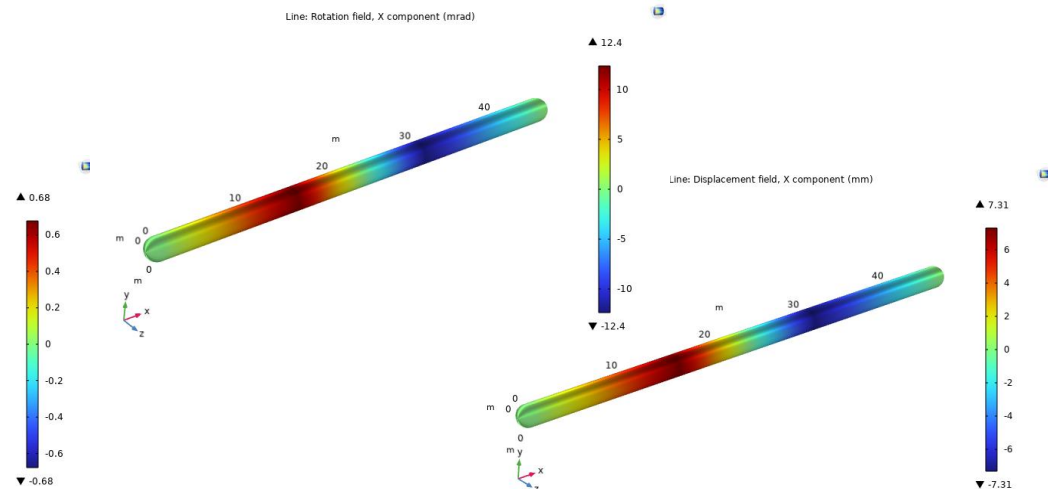 Line: Rotation field, X component (mrad)
▲ 12.4
10
5
0
-5
-10
▼ -12.4
40
30
m
20
10
0
m 0
0
m
y
x
z
▲ 0.68
0.6
0.4
0.2
0
-0.2
-0.4
-0.6
▼ -0.68
Line: Displacement field, X component (mm)
▲ 7.31
6
4
2
0
-2
-4
-6
▼ -7.31
40
30
m
20
10
0
m 0
0
m
y
x
z